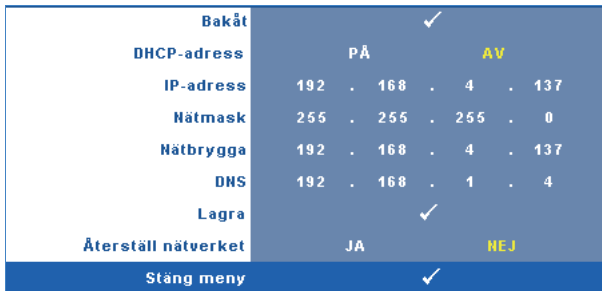 Bakåt ✓
DHCP-adress PÅ AV
IP-adress 192 . 168 . 4 . 137
Nätmask 255 . 255 . 255 . 0
Nätbrygga 192 . 168 . 4 . 137
DNS 192 . 168 . 1 . 4
Lagra ✓
Återställ nätverket JA NEJ
Stäng meny ✓